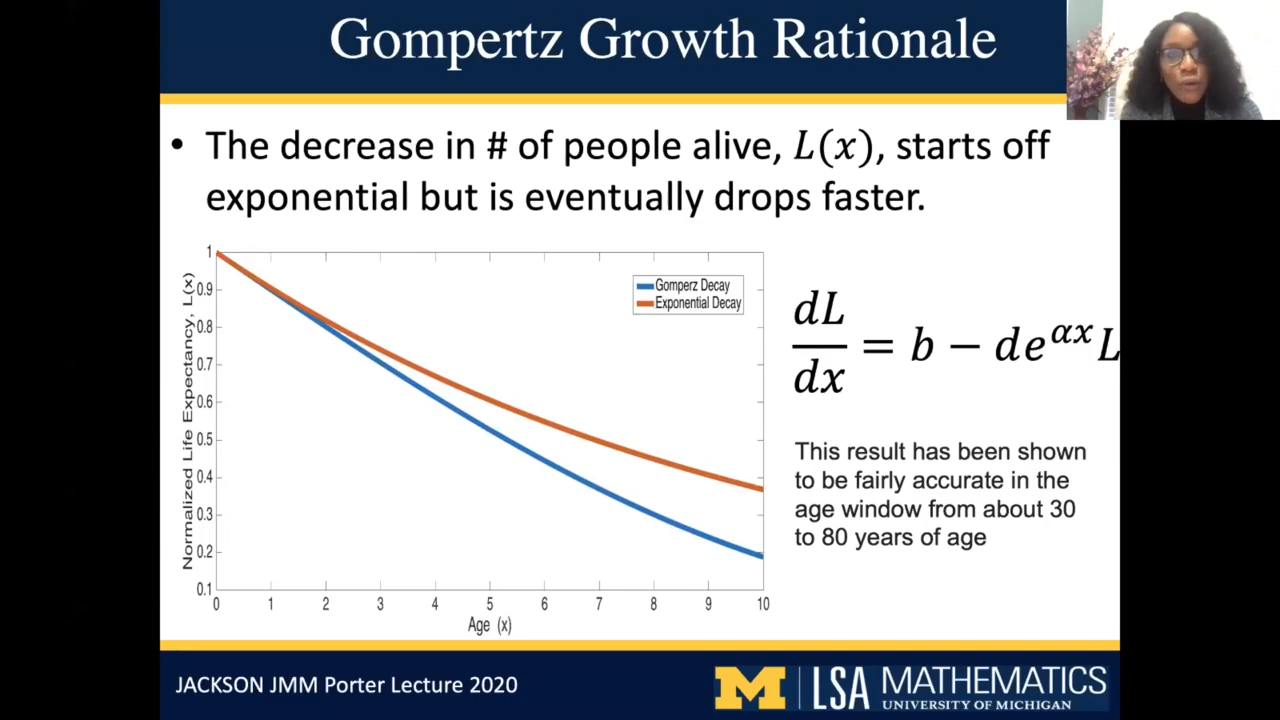 Gompertz Growth Rationale
• The decrease in # of people alive, L(x), starts off
exponential but is eventually drops faster.
Normalized Life Expectancy, L(x)
1
0.9
0.8
0.7
0.6
0.5
0.4
0.3
0.2
0.1
0 1 2 3 4 5 6 7 8 9 10
Age (x)
Gomperz Decay
Exponential Decay
dL/dx = b − de^{αx}L
This result has been shown
to be fairly accurate in the
age window from about 30
to 80 years of age
JACKSON JMM Porter Lecture 2020
M LSA MATHEMATICS
UNIVERSITY OF MICHIGAN